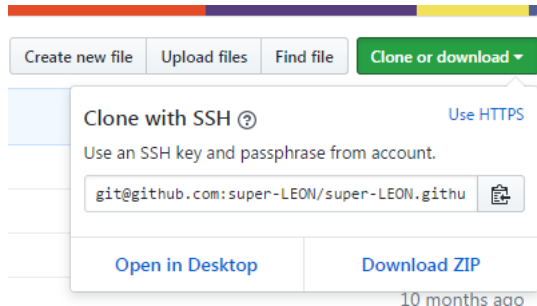 Create new file Upload files Find file Clone or download
Clone with SSH Use HTTPS
Use an SSH key and passphrase from account.
git@github.com:super-LEON/super-LEON.githu
Open in Desktop Download ZIP
10 months ago